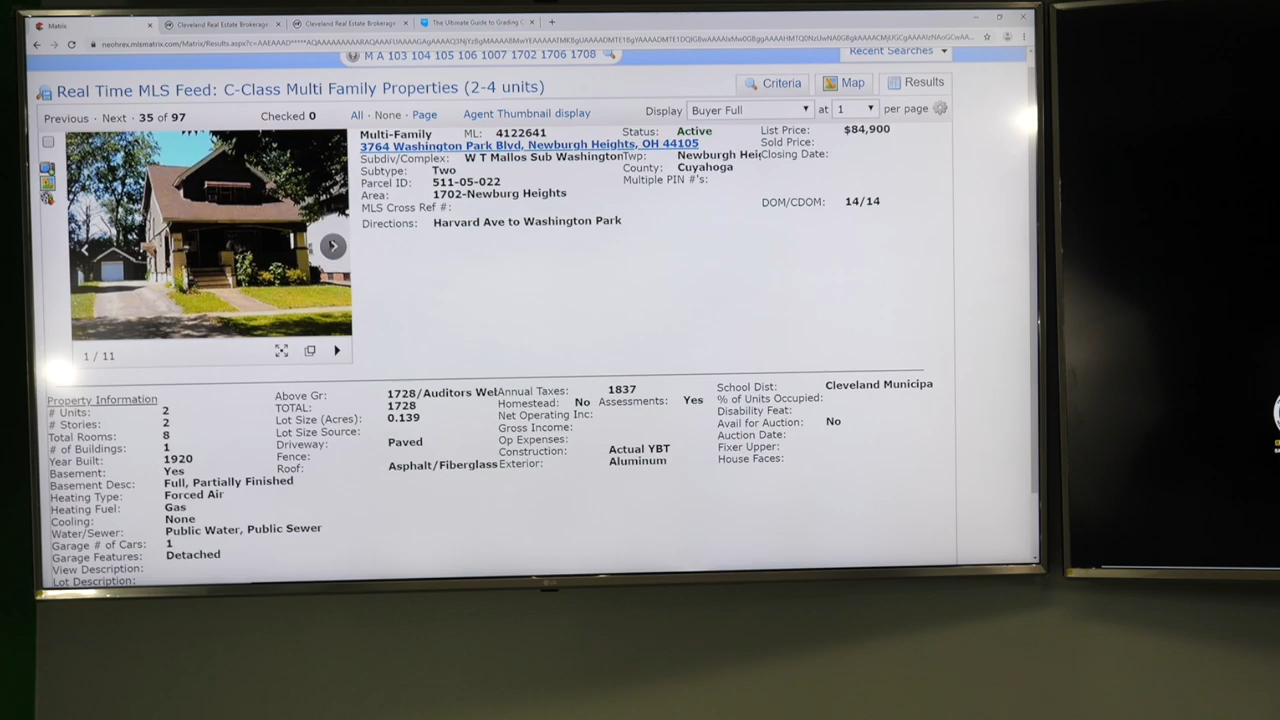 Matrix
Cleveland Real Estate Brokerage
Cleveland Real Estate Brokerage
The Ultimate Guide to Grading C
M A 103 104 105 106 1007 1702 1706 1708
Recent Searches
Real Time MLS Feed: C-Class Multi Family Properties (2-4 units)
Criteria
Map
Results
Previous · Next · 35 of 97
Checked 0
All · None · Page
Agent Thumbnail display
Display
Buyer Full
at
1
per page
Multi-Family
ML: 4122641
Status: Active
List Price: $84,900
3764 Washington Park Blvd, Newburgh Heights, OH 44105
Sold Price:
Subdiv/Complex: W T Mallos Sub Washington
Twp: Newburgh Hei
Closing Date:
Subtype: Two
County: Cuyahoga
Parcel ID: 511-05-022
Multiple PIN #'s:
Area: 1702-Newburg Heights
MLS Cross Ref #:
DOM/CDOM: 14/14
Directions: Harvard Ave to Washington Park
1 / 11
Property Information
# Units: 2
# Stories: 2
Total Rooms: 8
# of Buildings: 1
Year Built: 1920
Basement: Yes
Basement Desc: Full, Partially Finished
Heating Type: Forced Air
Heating Fuel: Gas
Cooling: None
Water/Sewer: Public Water, Public Sewer
Garage # of Cars: 1
Garage Features: Detached
View Description:
Lot Description:
Above Gr: 1728/Auditors Wel
TOTAL: 1728
Lot Size (Acres): 0.139
Lot Size Source:
Driveway: Paved
Fence:
Roof: Asphalt/Fiberglass
Annual Taxes: 1837
Homestead: No Assessments: Yes
Net Operating Inc:
Gross Income:
Op Expenses:
Construction: Actual YBT
Exterior: Aluminum
School Dist: Cleveland Municipa
% of Units Occupied:
Disability Feat:
Avail for Auction: No
Auction Date:
Fixer Upper:
House Faces:
LG